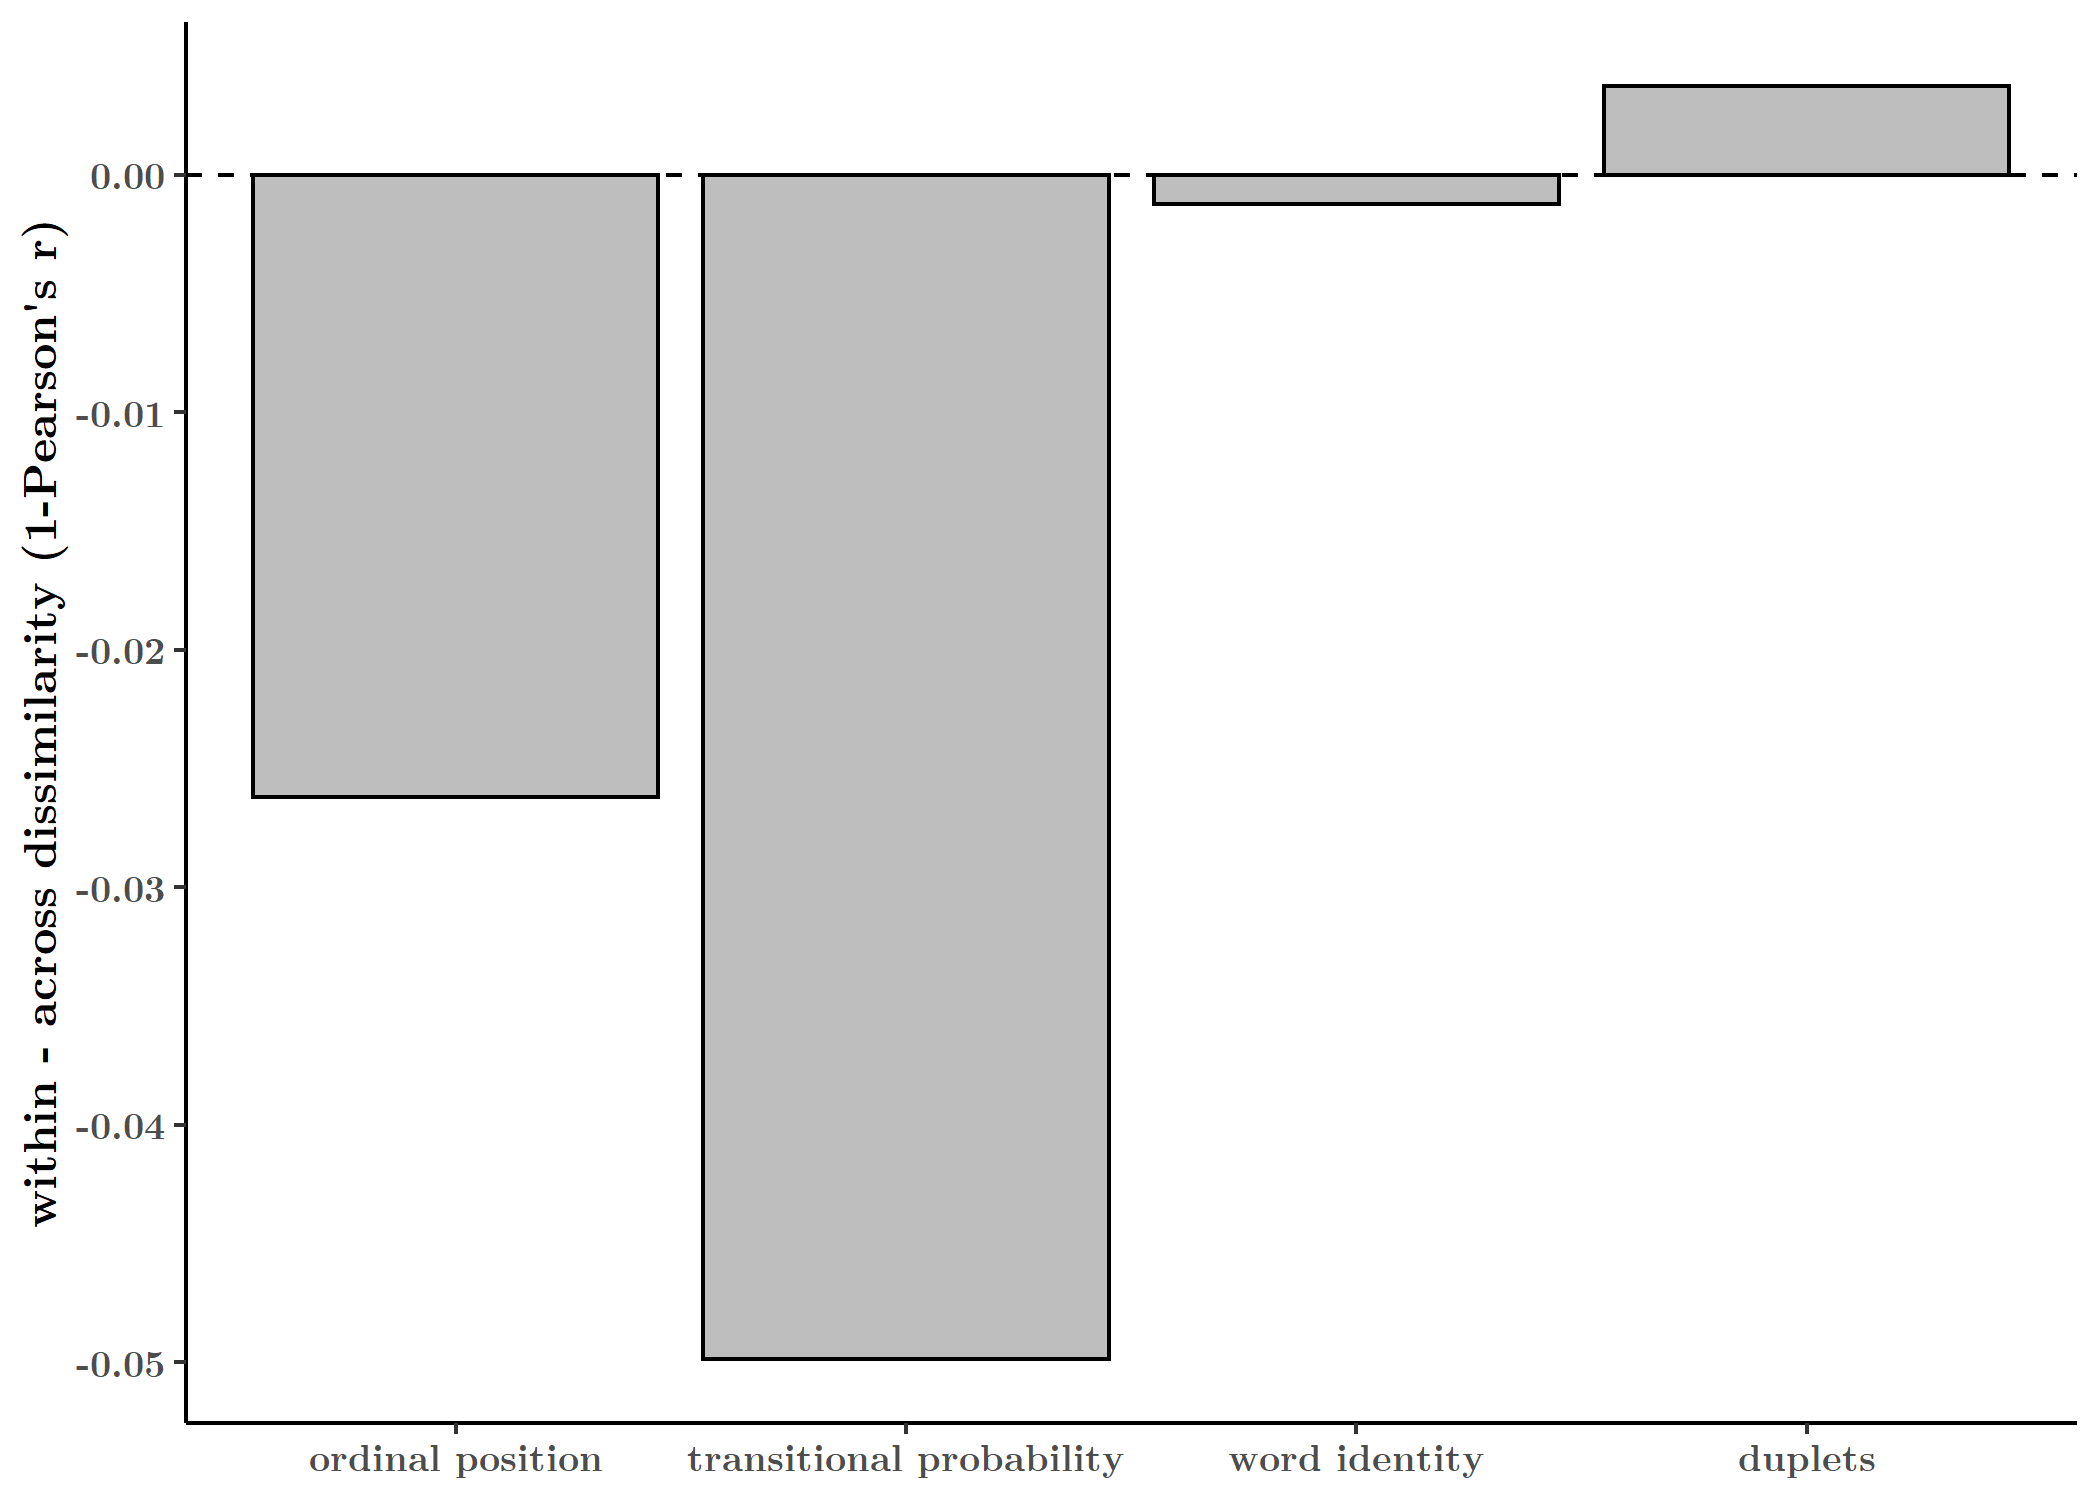 within - across dissimilarity (1-Pearson's r)
0.00
-0.01
-0.02
-0.03
-0.04
-0.05
ordinal position
transitional probability
word identity
duplets